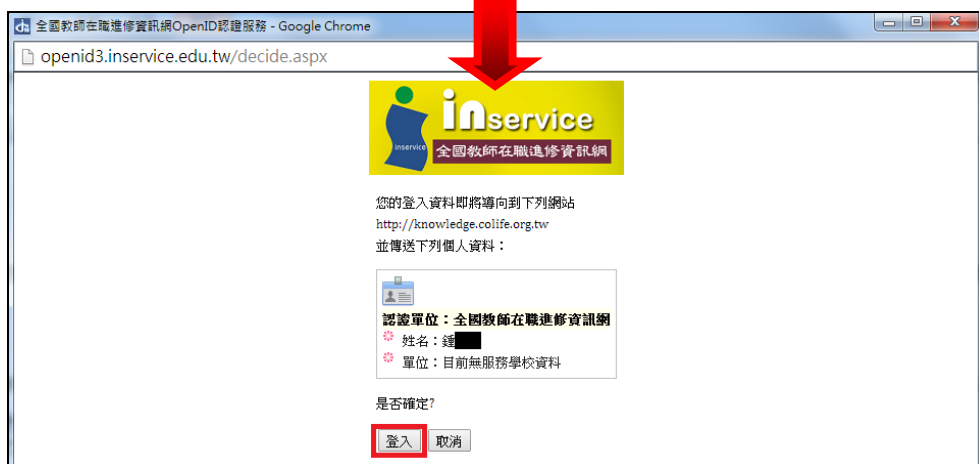 全國教師在職進修資訊網OpenID認證服務 - Google Chrome
openid3.inservice.edu.tw/decide.aspx
inservice
inservice
全國教師在職進修資訊網
您的登入資料即將導向到下列網站
http://knowledge.colife.org.tw
並傳送下列個人資料：
認證單位：全國教師在職進修資訊網
姓名：鍾
單位：目前無服務學校資料
是否確定?
登入 取消